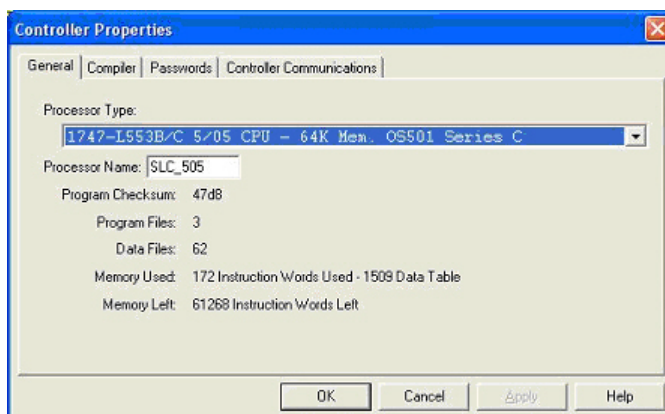 Controller Properties
General Compiler Passwords Controller Communications
Processor Type:
1747-L553B/C 5/05 CPU - 64K Mem. OS501 Series C
Processor Name: SLC_505
Program Checksum: 47d8
Program Files: 3
Data Files: 62
Memory Used: 172 Instruction Words Used - 1509 Data Table
Memory Left: 61268 Instruction Words Left
OK Cancel Apply Help